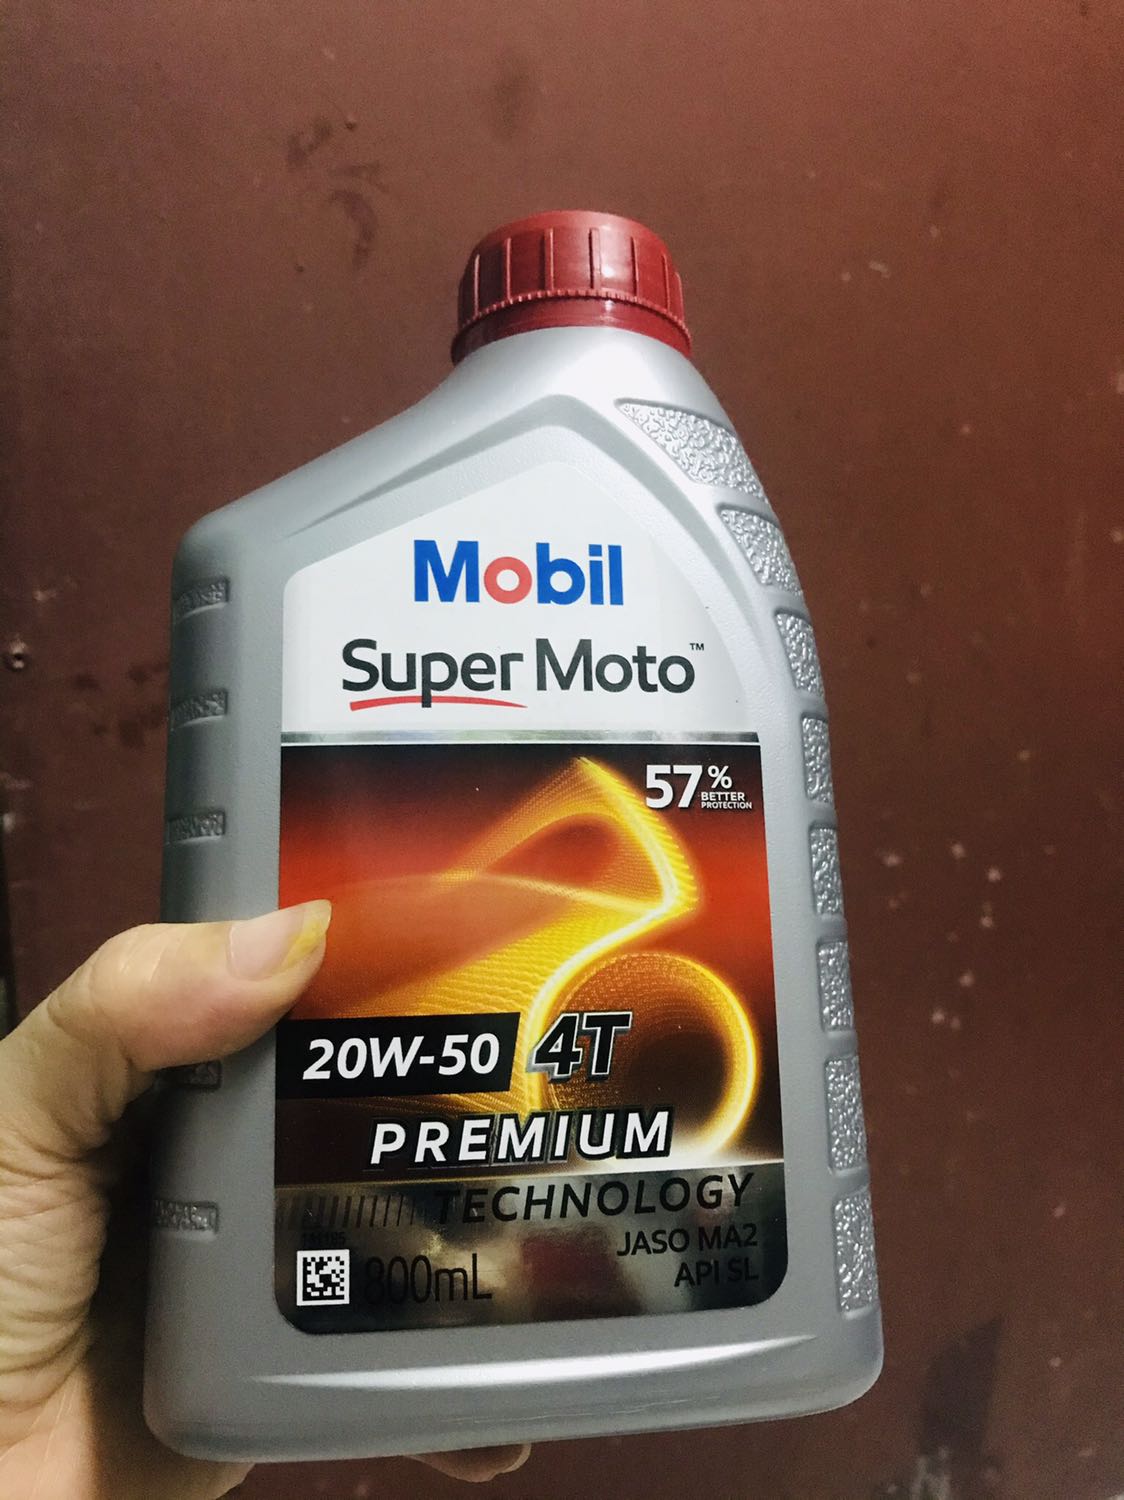 Mobil
Super Moto™
57%
BETTER
PROTECTION
20W-50 4T
PREMIUM
TECHNOLOGY
JASO MA2
800mL
API SL